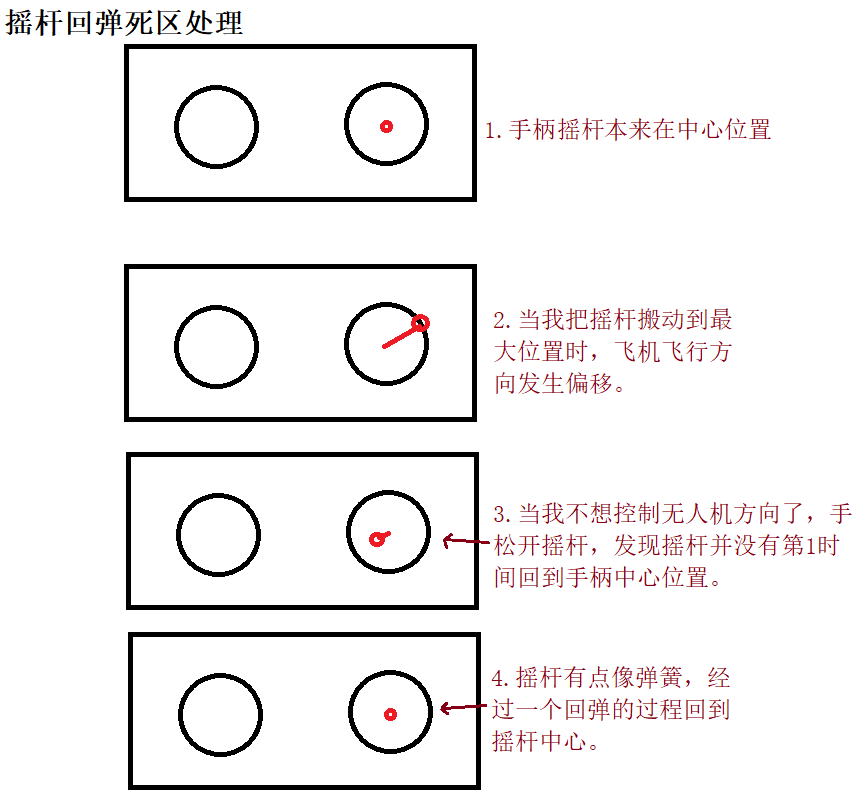 摇杆回弹死区处理
1.手柄摇杆本来在中心位置
2.当我把摇杆搬动到最
大位置时，飞机飞行方
向发生偏移。
3.当我不想控制无人机方向了，手
松开摇杆，发现摇杆并没有第1时
间回到手柄中心位置。
4.摇杆有点像弹簧，经
过一个回弹的过程回到
摇杆中心。